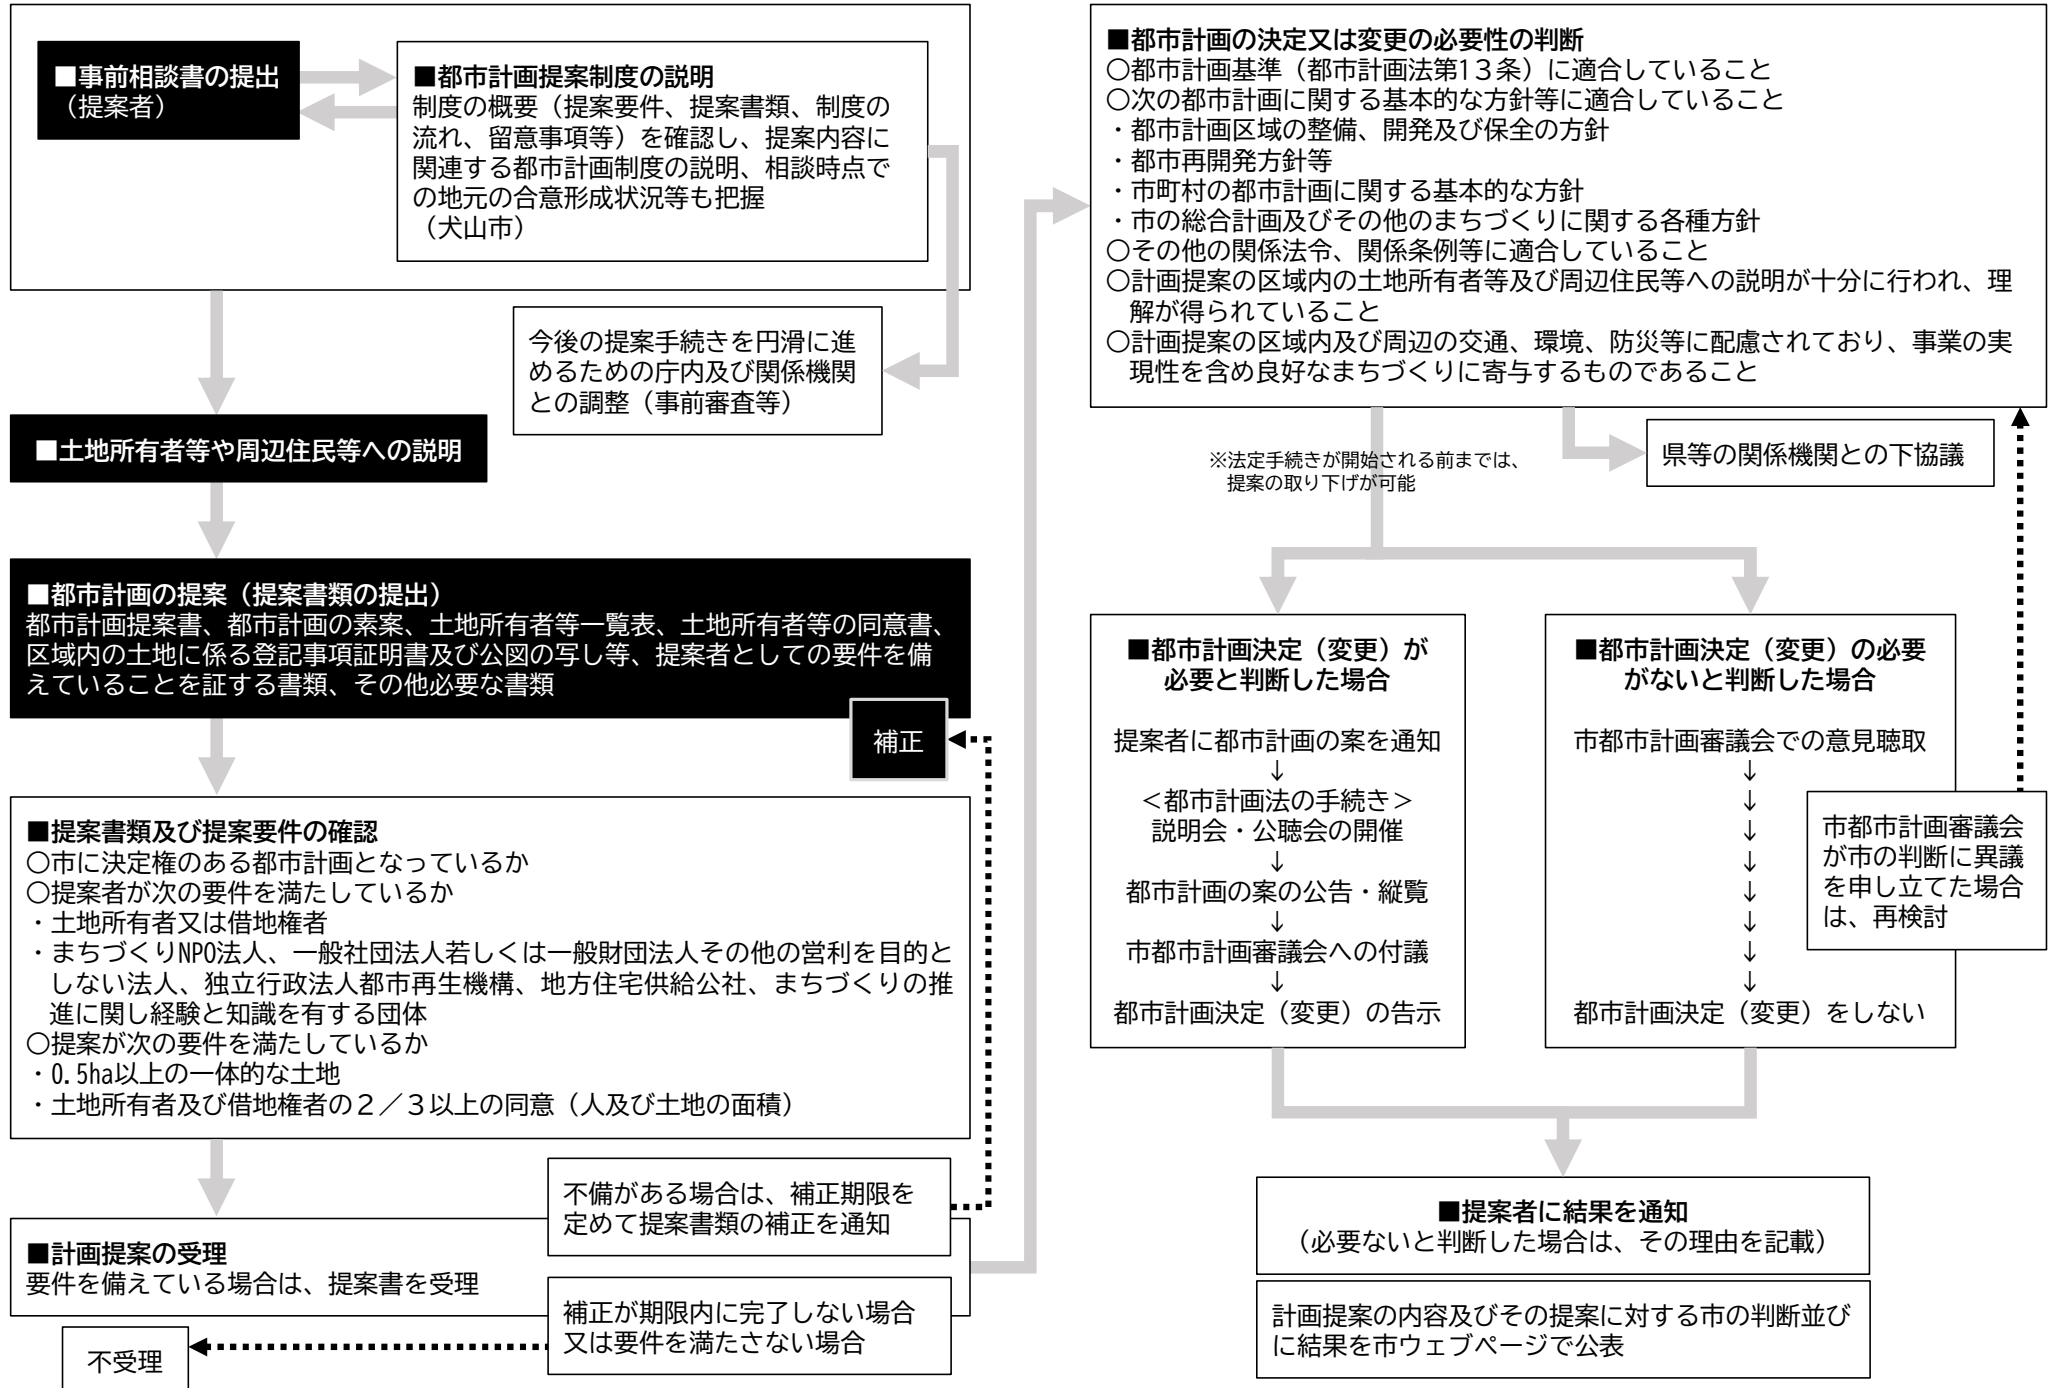 ■事前相談書の提出
（提案者）
■都市計画提案制度の説明
制度の概要（提案要件、提案書類、制度の
流れ、留意事項等）を確認し、提案内容に
関連する都市計画制度の説明、相談時点で
の地元の合意形成状況等も把握
（犬山市）
今後の提案手続きを円滑に進
めるための庁内及び関係機関
との調整（事前審査等）
■土地所有者等や周辺住民等への説明
■都市計画の提案（提案書類の提出）
都市計画提案書、都市計画の素案、土地所有者等一覧表、土地所有者等の同意書、
区域内の土地に係る登記事項証明書及び公図の写し等、提案者としての要件を備
えていることを証する書類、その他必要な書類
補正
■提案書類及び提案要件の確認
○市に決定権のある都市計画となっているか
○提案者が次の要件を満たしているか
・土地所有者又は借地権者
・まちづくりNPO法人、一般社団法人若しくは一般財団法人その他の営利を目的と
しない法人、独立行政法人都市再生機構、地方住宅供給公社、まちづくりの推
進に関し経験と知識を有する団体
○提案が次の要件を満たしているか
・0.5ha以上の一体的な土地
・土地所有者及び借地権者の２／３以上の同意（人及び土地の面積）
不備がある場合は、補正期限を
定めて提案書類の補正を通知
■計画提案の受理
要件を備えている場合は、提案書を受理
補正が期限内に完了しない場合
又は要件を満たさない場合
不受理
■都市計画の決定又は変更の必要性の判断
○都市計画基準（都市計画法第1３条）に適合していること
○次の都市計画に関する基本的な方針等に適合していること
・都市計画区域の整備、開発及び保全の方針
・都市再開発方針等
・市町村の都市計画に関する基本的な方針
・市の総合計画及びその他のまちづくりに関する各種方針
○その他の関係法令、関係条例等に適合していること
○計画提案の区域内の土地所有者等及び周辺住民等への説明が十分に行われ、理
解が得られていること
○計画提案の区域内及び周辺の交通、環境、防災等に配慮されており、事業の実
現性を含め良好なまちづくりに寄与するものであること
県等の関係機関との下協議
※法定手続きが開始される前までは、
提案の取り下げが可能
■都市計画決定（変更）が
必要と判断した場合
提案者に都市計画の案を通知
↓
＜都市計画法の手続き＞
説明会・公聴会の開催
↓
都市計画の案の公告・縦覧
↓
市都市計画審議会への付議
↓
都市計画決定（変更）の告示
■都市計画決定（変更）の必要
がないと判断した場合
市都市計画審議会での意見聴取
↓
↓
↓
↓
↓
↓
↓
↓
都市計画決定（変更）をしない
市都市計画審議会
が市の判断に異議
を申し立てた場合
は、再検討
■提案者に結果を通知
（必要ないと判断した場合は、その理由を記載）
計画提案の内容及びその提案に対する市の判断並び
に結果を市ウェブページで公表